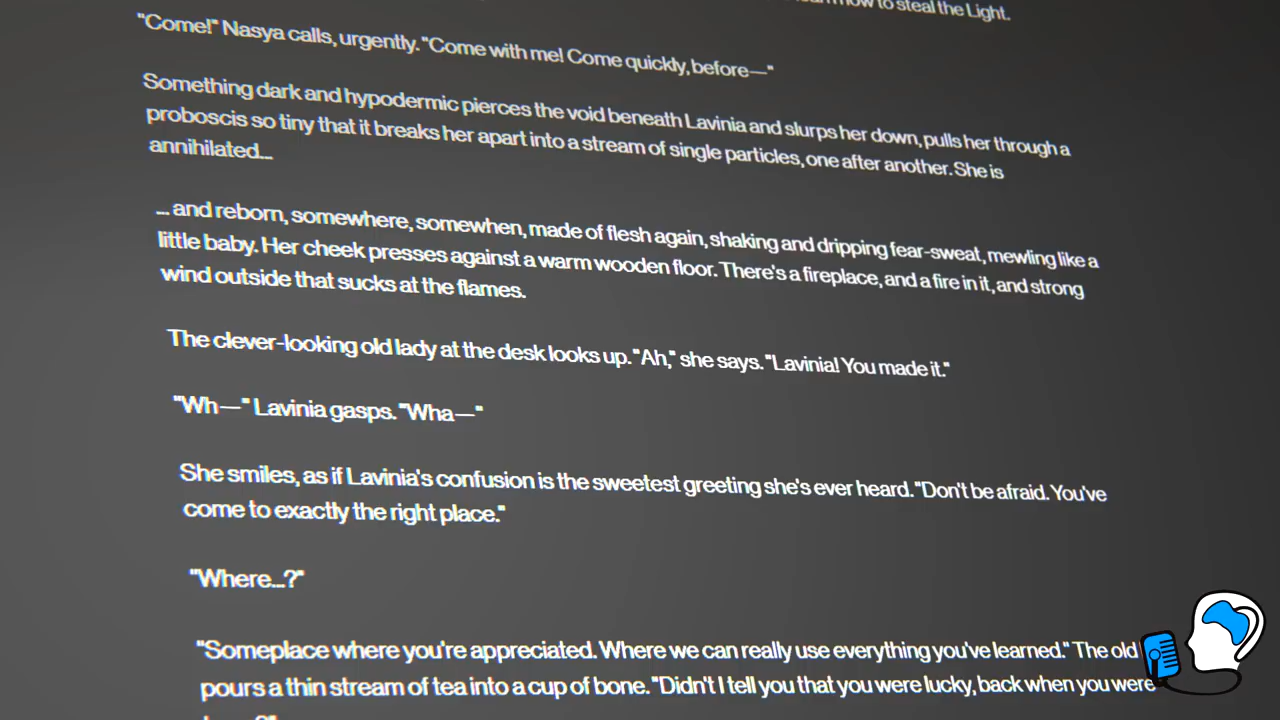 how to steal the Light.
"Come!" Nasya calls, urgently. "Come with me! Come quickly, before—"
Something dark and hypodermic pierces the void beneath Lavinia and slurps her down, pulls her through a
proboscis so tiny that it breaks her apart into a stream of single particles, one after another. She is
annihilated...
... and reborn, somewhere, somewhen, made of flesh again, shaking and dripping fear-sweat, mewling like a
little baby. Her cheek presses against a warm wooden floor. There's a fireplace, and a fire in it, and strong
wind outside that sucks at the flames.
The clever-looking old lady at the desk looks up. "Ah," she says. "Lavinia! You made it."
"Wh—" Lavinia gasps. "Wha—"
She smiles, as if Lavinia's confusion is the sweetest greeting she's ever heard. "Don't be afraid. You've
come to exactly the right place."
"Where...?"
"Someplace where you're appreciated. Where we can really use everything you've learned." The old
pours a thin stream of tea into a cup of bone. "Didn't I tell you that you were lucky, back when you were